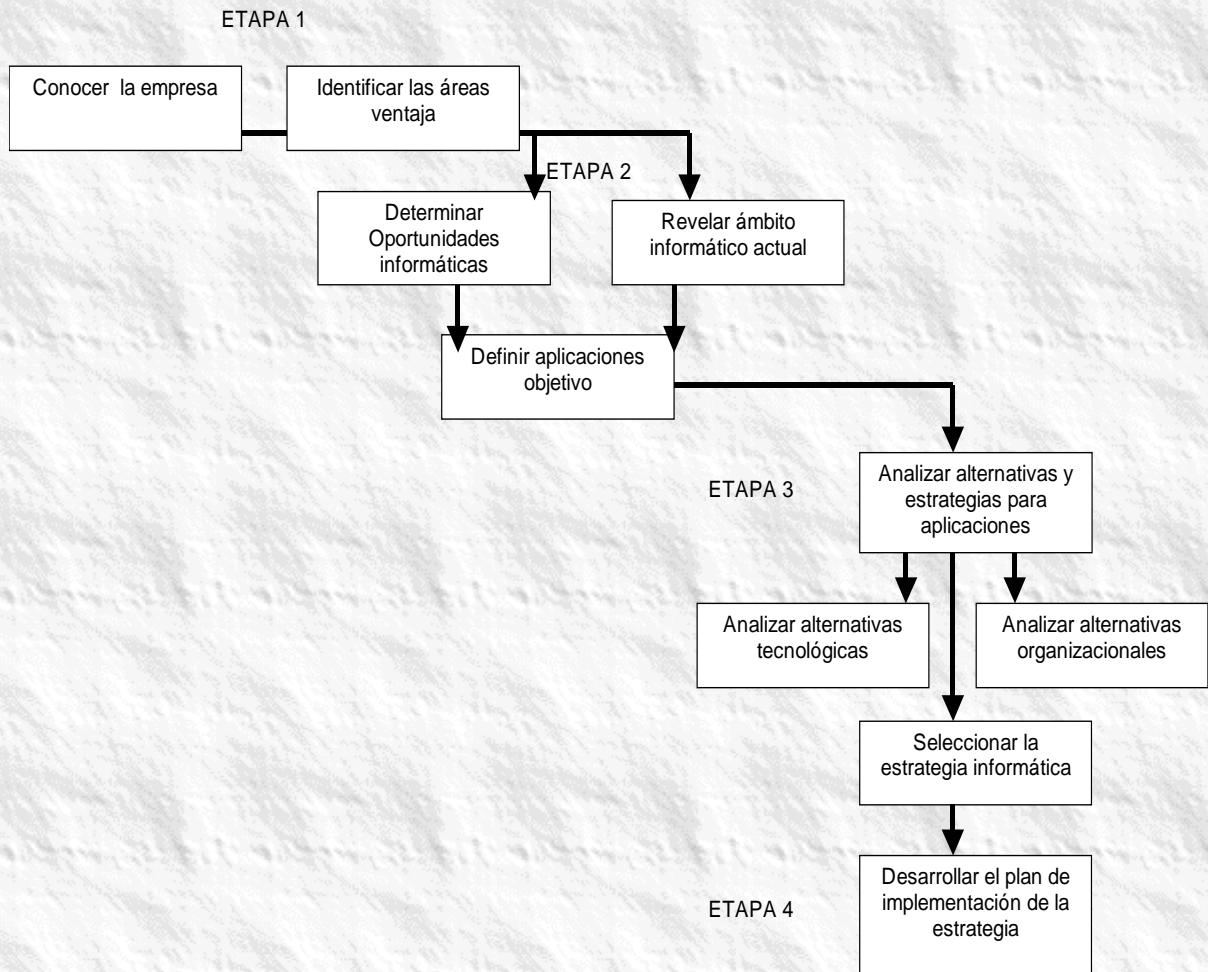 ETAPA 1
Conocer  la empresa
Identificar las áreas
ventaja
ETAPA 2
Determinar
Oportunidades
informáticas
Revelar ámbito
informático actual
Definir aplicaciones
objetivo
ETAPA 3
Analizar alternativas y
estrategias para
aplicaciones
Analizar alternativas
tecnológicas
Analizar alternativas
organizacionales
Seleccionar la
estrategia informática
ETAPA 4
Desarrollar el plan de
implementación de la
estrategia